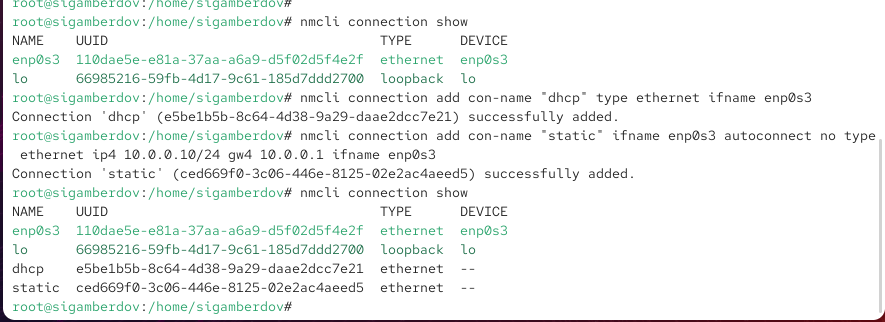 root@sigamberdov:/home/sigamberdov#
root@sigamberdov:/home/sigamberdov# nmcli connection show
NAME    UUID                                  TYPE      DEVICE
enp0s3  110dae5e-e81a-37aa-a6a9-d5f02d5f4e2f  ethernet  enp0s3
lo      66985216-59fb-4d17-9c61-185d7ddd2700  loopback  lo
root@sigamberdov:/home/sigamberdov# nmcli connection add con-name "dhcp" type ethernet ifname enp0s3
Connection 'dhcp' (e5be1b5b-8c64-4d38-9a29-daae2dcc7e21) successfully added.
root@sigamberdov:/home/sigamberdov# nmcli connection add con-name "static" ifname enp0s3 autoconnect no type
 ethernet ip4 10.0.0.10/24 gw4 10.0.0.1 ifname enp0s3
Connection 'static' (ced669f0-3c06-446e-8125-02e2ac4aeed5) successfully added.
root@sigamberdov:/home/sigamberdov# nmcli connection show
NAME    UUID                                  TYPE      DEVICE
enp0s3  110dae5e-e81a-37aa-a6a9-d5f02d5f4e2f  ethernet  enp0s3
lo      66985216-59fb-4d17-9c61-185d7ddd2700  loopback  lo
dhcp    e5be1b5b-8c64-4d38-9a29-daae2dcc7e21  ethernet  --
static  ced669f0-3c06-446e-8125-02e2ac4aeed5  ethernet  --
root@sigamberdov:/home/sigamberdov#